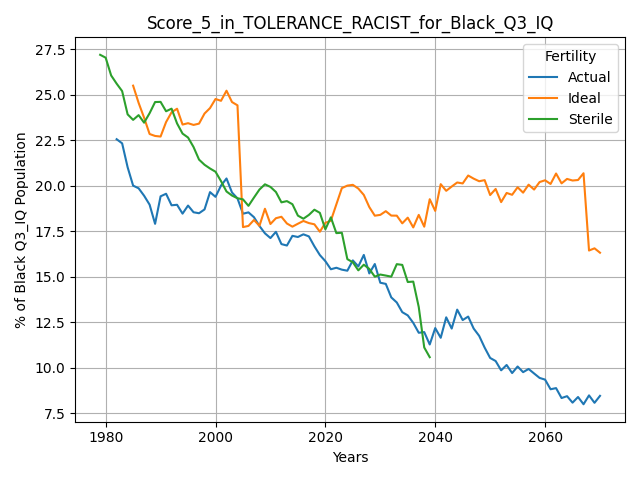 Score_5_in_TOLERANCE_RACIST_for_Black_Q3_IQ
% of Black Q3_IQ Population
27.5
25.0
22.5
20.0
17.5
15.0
12.5
10.0
7.5
Fertility
Actual
Ideal
Sterile
1980
2000
2020
2040
2060
Years